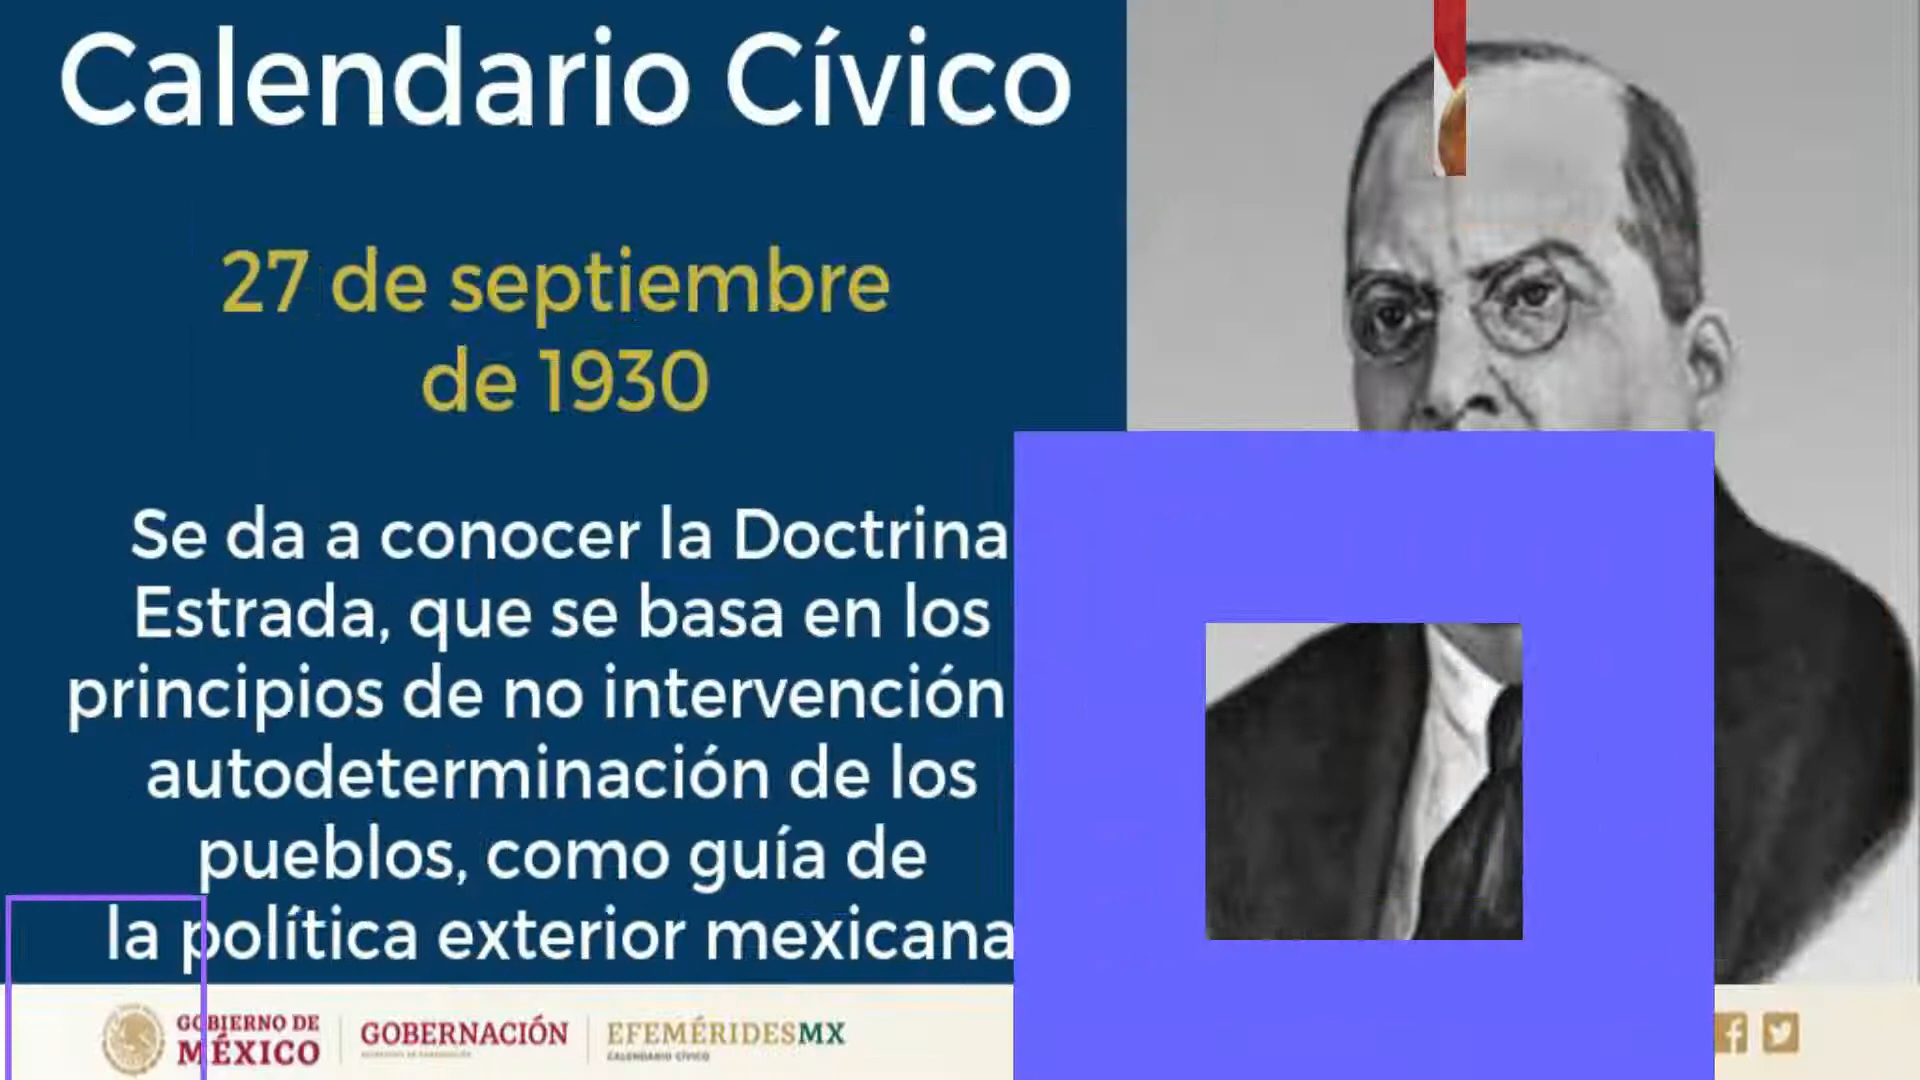 Calendario Cívico
27 de septiembre
de 1930
Se da a conocer la Doctrina
Estrada, que se basa en los
principios de no intervención
autodeterminación de los
pueblos, como guía de
la política exterior mexicana
GOBIERNO DE
MÉXICO
GOBERNACIÓN
EFEMÉRIDESMX
CALENDARIO CÍVICO